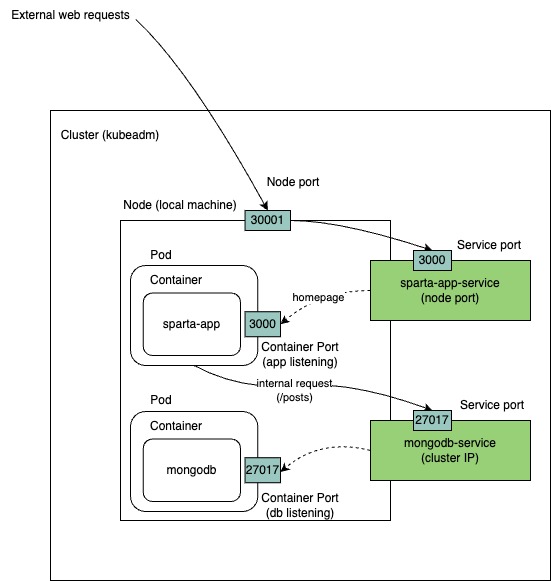 External web requests
Cluster (kubeadm)
Node port
Node (local machine)
30001
Service port
3000
Pod
sparta-app-service
(node port)
Container
homepage
sparta-app
3000
Container Port
(app listening)
internal request
(/posts)
Pod
Service port
27017
Container
mongodb-service
(cluster IP)
mongodb
27017
Container Port
(db listening)